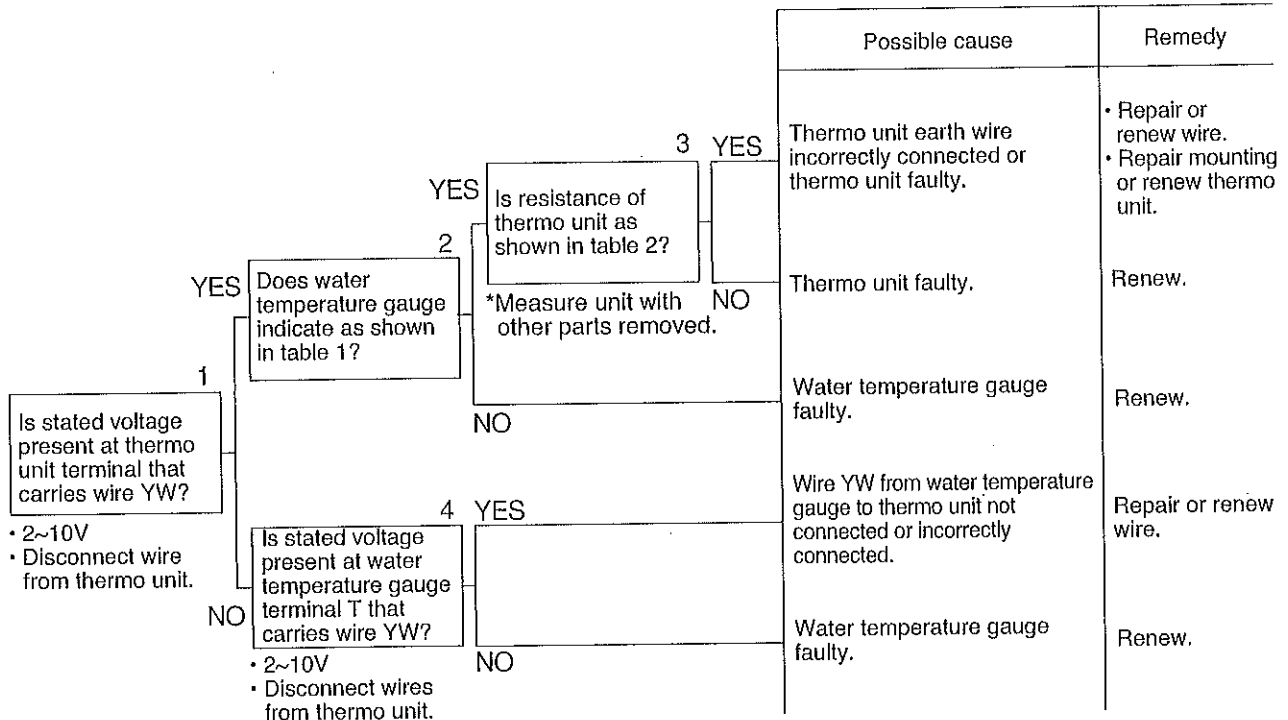 Possible cause
Remedy
1
Is stated voltage
present at thermo
unit terminal that
carries wire YW?
• 2~10V
• Disconnect wire
from thermo unit.
YES
2
Does water
temperature gauge
indicate as shown
in table 1?
YES
3
Is resistance of
thermo unit as
shown in table 2?
*Measure unit with
other parts removed.
YES
Thermo unit earth wire
incorrectly connected or
thermo unit faulty.
• Repair or
renew wire.
• Repair mounting
or renew thermo
unit.
NO
Thermo unit faulty.
Renew.
NO
Water temperature gauge
faulty.
Renew.
NO
4
Is stated voltage
present at water
temperature gauge
terminal T that
carries wire YW?
• 2~10V
• Disconnect wires
from thermo unit.
YES
Wire YW from water temperature
gauge to thermo unit not
connected or incorrectly
connected.
Repair or renew
wire.
NO
Water temperature gauge
faulty.
Renew.